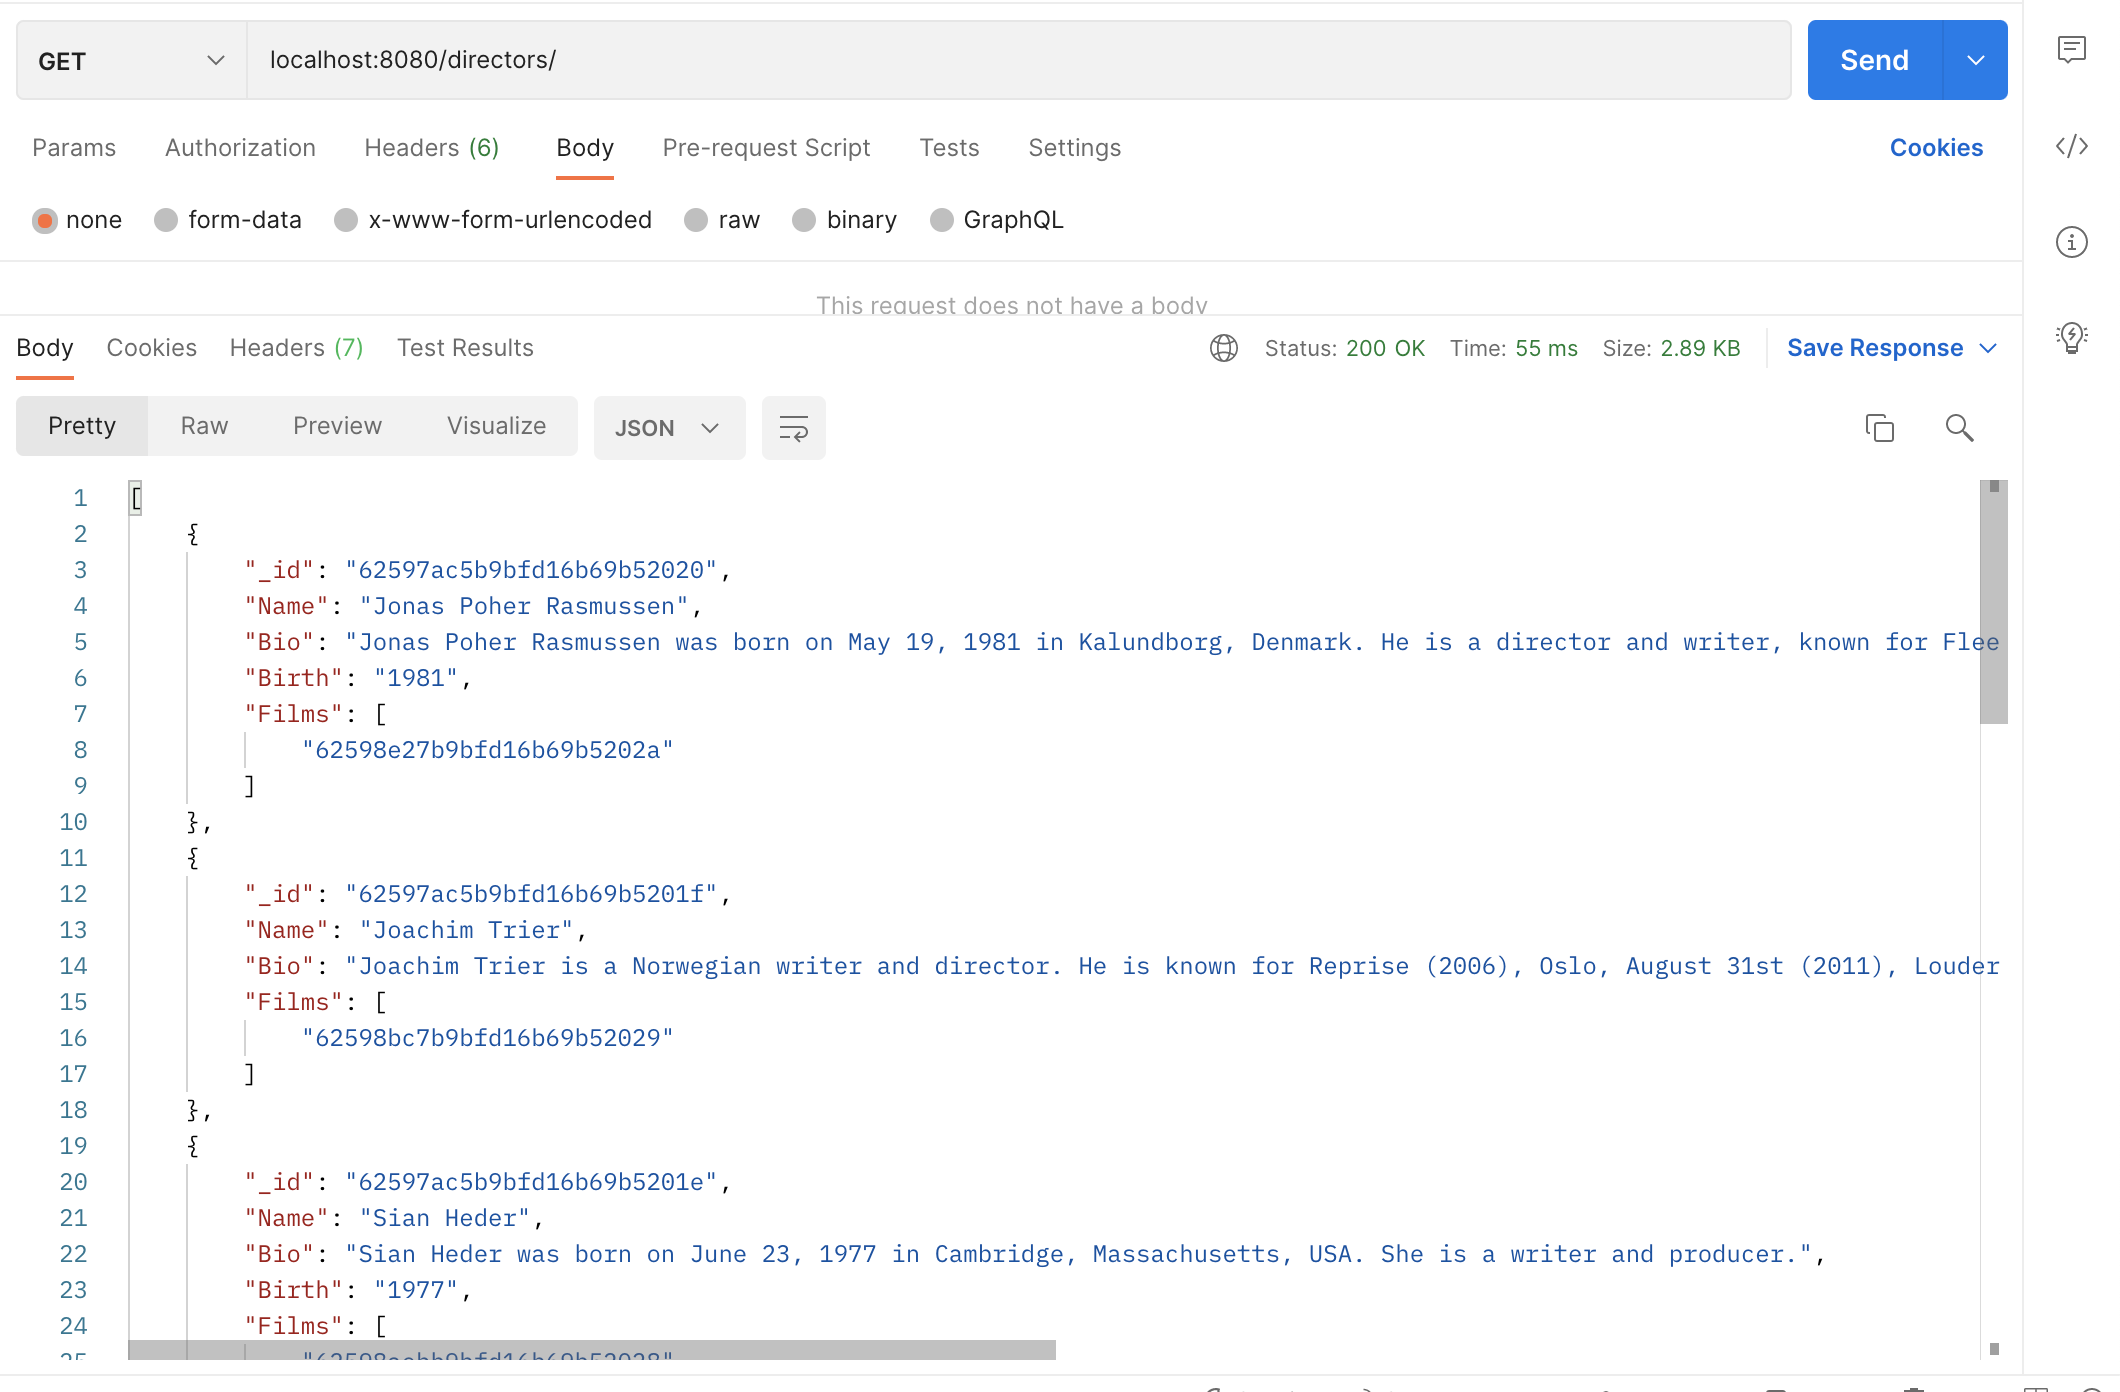 GET localhost:8080/directors/ Send
Params Authorization Headers (6) Body Pre-request Script Tests Settings Cookies
none form-data x-www-form-urlencoded raw binary GraphQL
This request does not have a body
Body Cookies Headers (7) Test Results Status: 200 OK Time: 55 ms Size: 2.89 KB Save Response
Pretty Raw Preview Visualize JSON
1 [
2 {
3 "_id": "62597ac5b9bfd16b69b52020",
4 "Name": "Jonas Poher Rasmussen",
5 "Bio": "Jonas Poher Rasmussen was born on May 19, 1981 in Kalundborg, Denmark. He is a director and writer, known for Flee
6 "Birth": "1981",
7 "Films": [
8 "62598e27b9bfd16b69b5202a"
9 ]
10 },
11 {
12 "_id": "62597ac5b9bfd16b69b5201f",
13 "Name": "Joachim Trier",
14 "Bio": "Joachim Trier is a Norwegian writer and director. He is known for Reprise (2006), Oslo, August 31st (2011), Louder
15 "Films": [
16 "62598bc7b9bfd16b69b52029"
17 ]
18 },
19 {
20 "_id": "62597ac5b9bfd16b69b5201e",
21 "Name": "Sian Heder",
22 "Bio": "Sian Heder was born on June 23, 1977 in Cambridge, Massachusetts, USA. She is a writer and producer.",
23 "Birth": "1977",
24 "Films": [
25